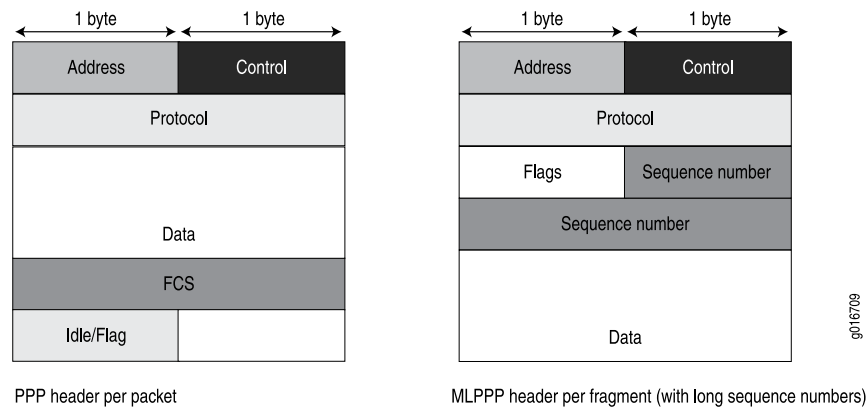 1 byte 1 byte
Address Control
Protocol
Data
FCS
Idle/Flag
PPP header per packet
1 byte 1 byte
Address Control
Protocol
Flags Sequence number
Sequence number
Data
MLPPP header per fragment (with long sequence numbers)
g016709